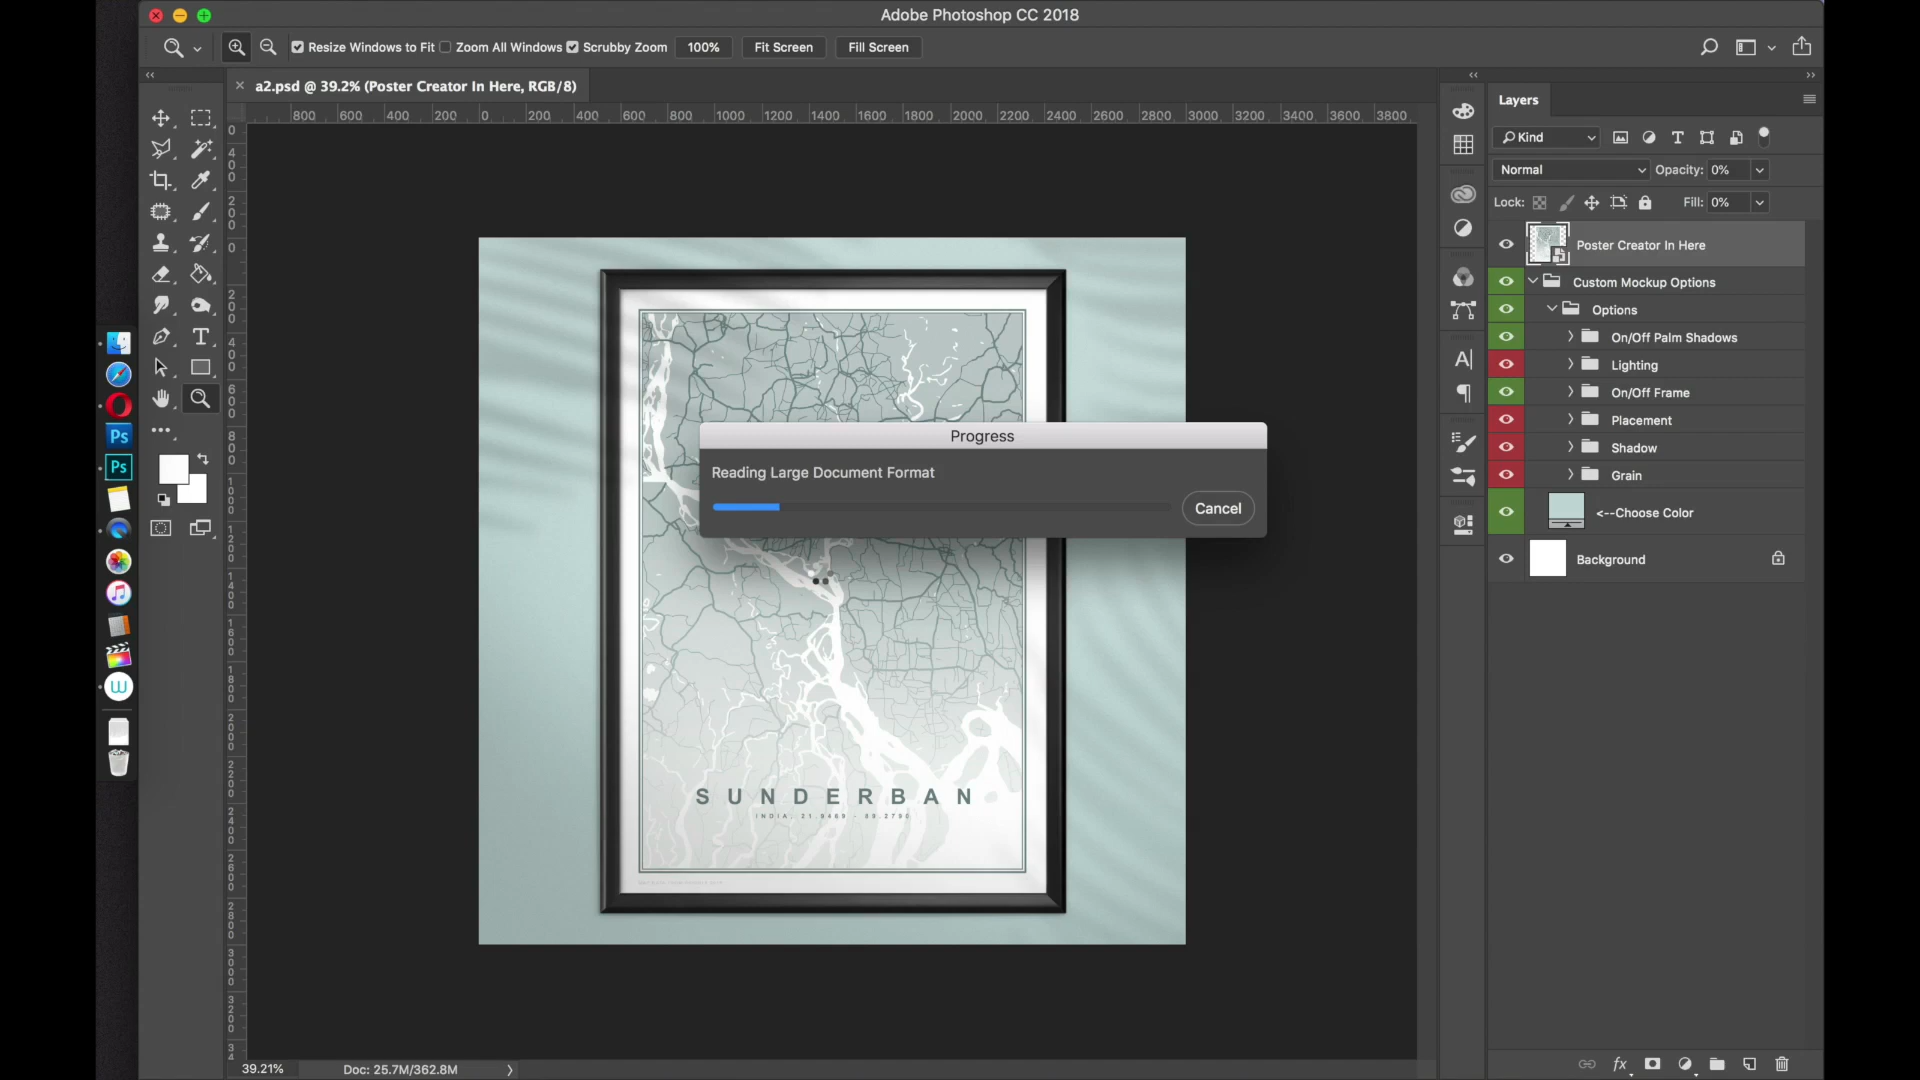 Adobe Photoshop CC 2018
Resize Windows to Fit Zoom All Windows Scrubby Zoom 100% Fit Screen Fill Screen
a2.psd @ 39.2% (Poster Creator In Here, RGB/8)
800 600 400 200 0 200 400 600 800 1000 1200 1400 1600 1800 2000 2200 2400 2600 2800 3000 3200 3400 3600 3800
Layers
Kind
Normal Opacity: 0%
Lock: Fill: 0%
Poster Creator In Here
Custom Mockup Options
Options
On/Off Palm Shadows
Lighting
On/Off Frame
Placement
Shadow
Grain
<--Choose Color
Background
Progress
Reading Large Document Format
Cancel
SUNDERBAN
39.21% Doc: 25.7M/362.8M